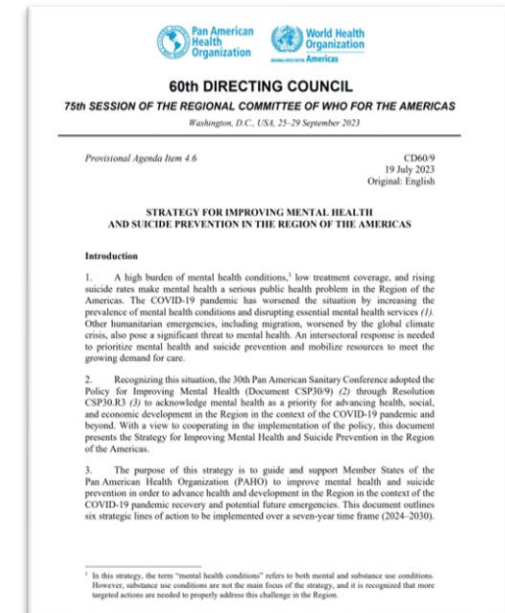 Pan American
Health
Organization
World Health
Organization
Americas
60th DIRECTING COUNCIL
75th SESSION OF THE REGIONAL COMMITTEE OF WHO FOR THE AMERICAS
Washington, D.C., USA, 25-29 September 2023
Provisional Agenda Item 4.6
CD60/9
19 July 2023
Original: English
STRATEGY FOR IMPROVING MENTAL HEALTH
AND SUICIDE PREVENTION IN THE REGION OF THE AMERICAS
Introduction
1. A high burden of mental health conditions,¹ low treatment coverage, and rising
suicide rates make mental health a serious public health problem in the Region of the
Americas. The COVID-19 pandemic has worsened the situation by increasing the
prevalence of mental health conditions and disrupting essential mental health services (1).
Other humanitarian emergencies, including migration, worsened by the global climate
crisis, also pose a significant threat to mental health. An intersectoral response is needed
to prioritize mental health and suicide prevention and mobilize resources to meet the
growing demand for care.
2. Recognizing this situation, the 30th Pan American Sanitary Conference adopted the
Policy for Improving Mental Health (Document CSP30/9) (2) through Resolution
CSP30.R3 (3) to acknowledge mental health as a priority for advancing health, social,
and economic development in the Region in the context of the COVID-19 pandemic and
beyond. With a view to cooperating in the implementation of the policy, this document
presents the Strategy for Improving Mental Health and Suicide Prevention in the Region
of the Americas.
3. The purpose of this strategy is to guide and support Member States of the
Pan American Health Organization (PAHO) to improve mental health and suicide
prevention in order to advance health and development in the Region in the context of the
COVID-19 pandemic recovery and potential future emergencies. This document outlines
six strategic lines of action to be implemented over a seven-year time frame (2024–2030).
¹ In this strategy, the term "mental health conditions" refers to both mental and substance use conditions.
However, substance use conditions are not the main focus of the strategy, and it is recognized that more
targeted actions are needed to properly address this challenge in the Region.